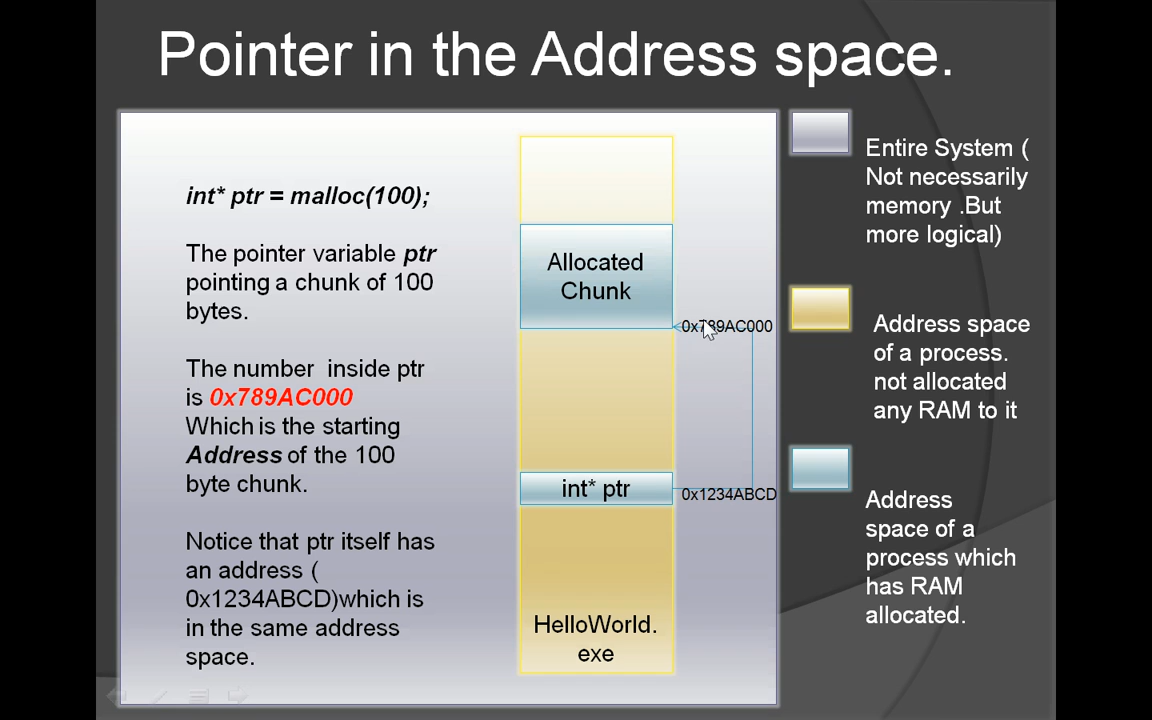 Pointer in the Address space.
int* ptr = malloc(100);
The pointer variable ptr
pointing a chunk of 100
bytes.
The number inside ptr
is 0x789AC000
Which is the starting
Address of the 100
byte chunk.
Notice that ptr itself has
an address (
0x1234ABCD)which is
in the same address
space.
Allocated
Chunk
0x789AC000
int* ptr
0x1234ABCD
HelloWorld.
exe
Entire System (
Not necessarily
memory .But
more logical)
Address space
of a process.
not allocated
any RAM to it
Address
space of a
process which
has RAM
allocated.